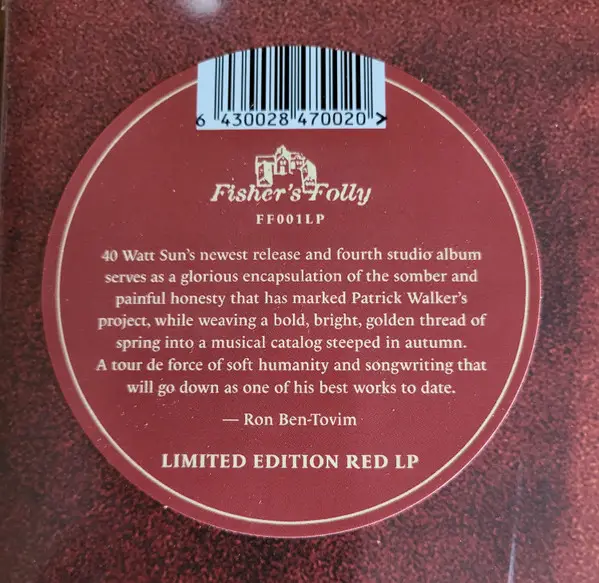 6 430028 470020 >
Fisher's Folly
FF001LP
40 Watt Sun's newest release and fourth studio album
serves as a glorious encapsulation of the somber and
painful honesty that has marked Patrick Walker's
project, while weaving a bold, bright, golden thread of
spring into a musical catalog steeped in autumn.
A tour de force of soft humanity and songwriting that
will go down as one of his best works to date.
— Ron Ben-Tovim
LIMITED EDITION RED LP